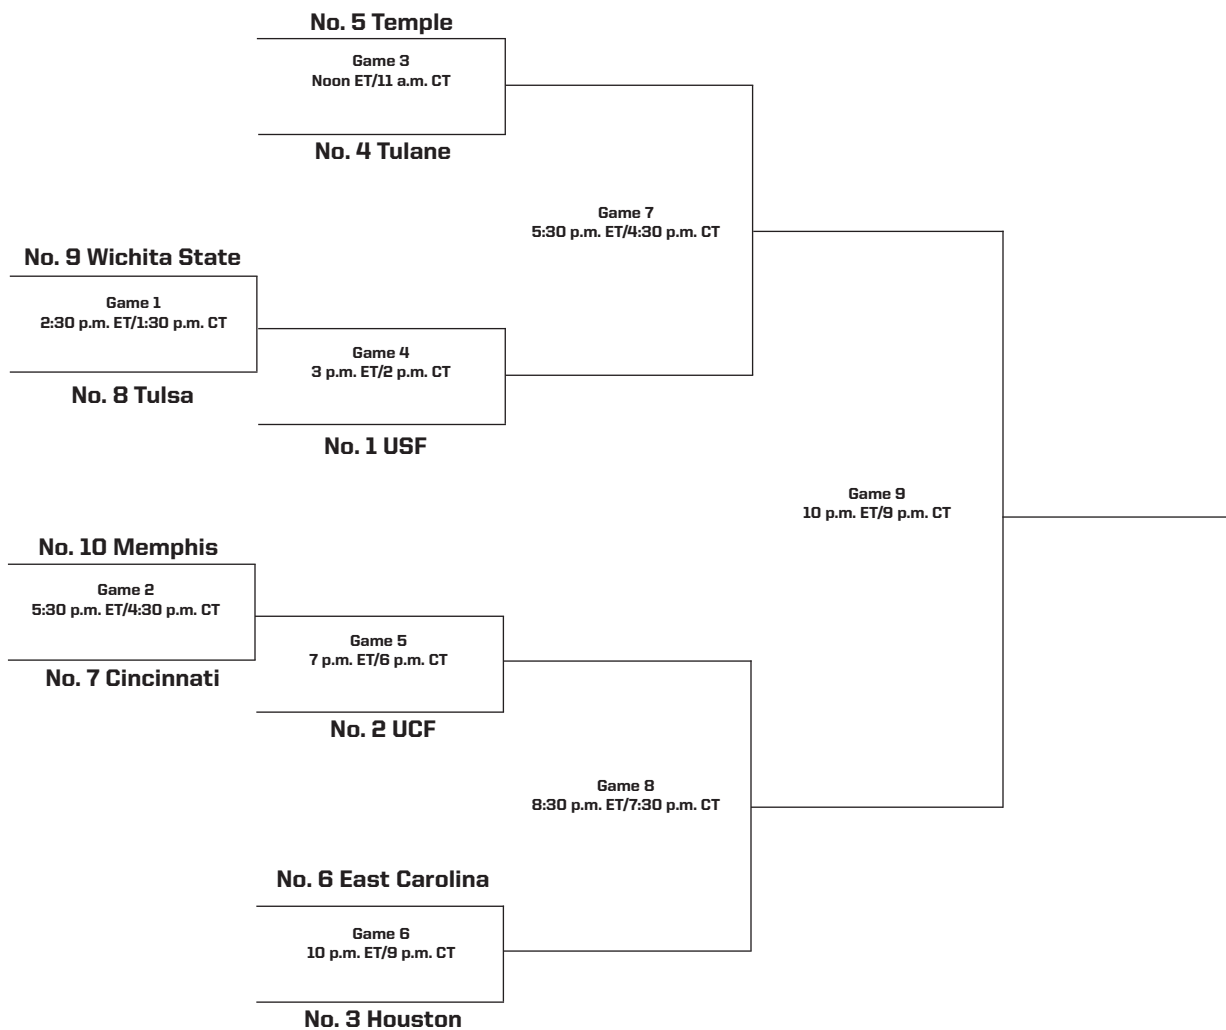 No. 5 Temple
Game 3
Noon ET/11 a.m. CT
No. 4 Tulane
Game 7
5:30 p.m. ET/4:30 p.m. CT
No. 9 Wichita State
Game 1
2:30 p.m. ET/1:30 p.m. CT
No. 8 Tulsa
Game 4
3 p.m. ET/2 p.m. CT
No. 1 USF
Game 9
10 p.m. ET/9 p.m. CT
No. 10 Memphis
Game 2
5:30 p.m. ET/4:30 p.m. CT
No. 7 Cincinnati
Game 5
7 p.m. ET/6 p.m. CT
No. 2 UCF
Game 8
8:30 p.m. ET/7:30 p.m. CT
No. 6 East Carolina
Game 6
10 p.m. ET/9 p.m. CT
No. 3 Houston